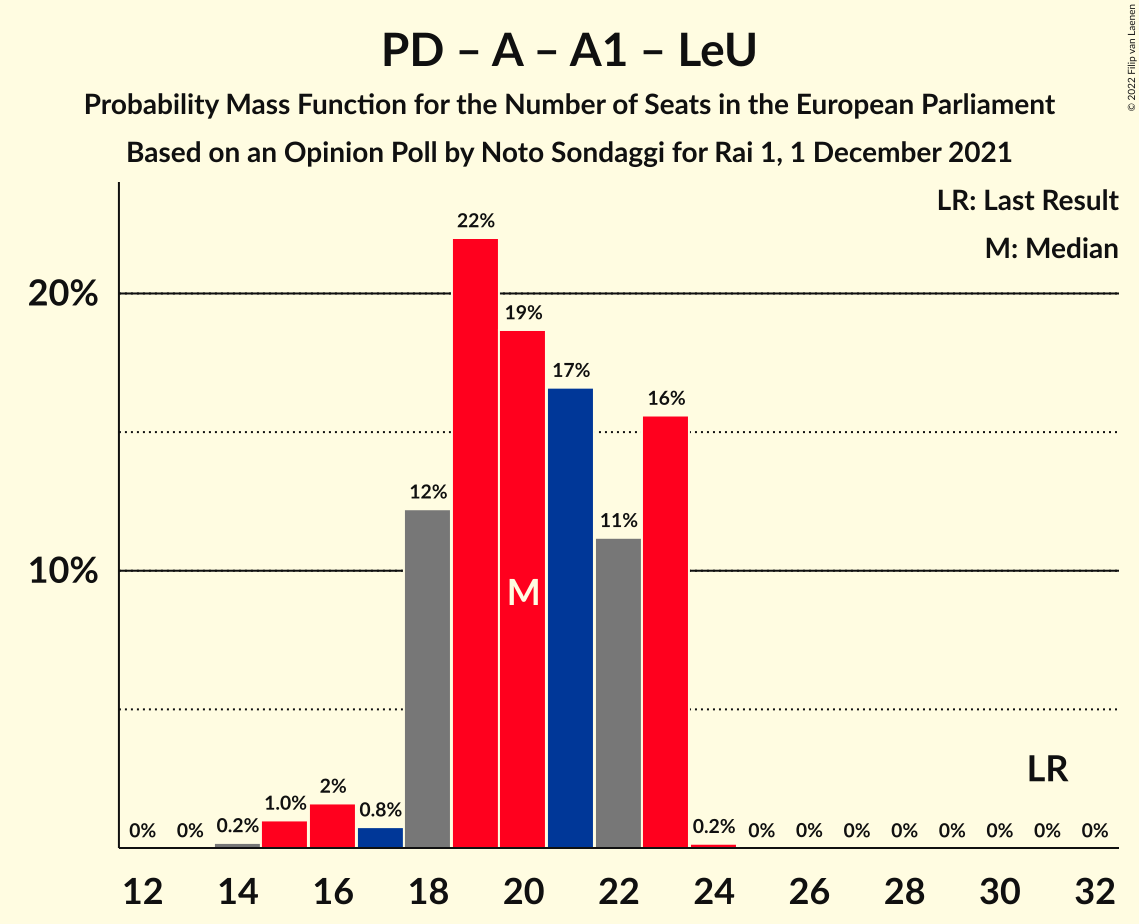 PD – A – A1 – LeU
Probability Mass Function for the Number of Seats in the European Parliament
Based on an Opinion Poll by Noto Sondaggi for Rai 1, 1 December 2021
© 2022 Filip van Laenen
LR: Last Result
M: Median
20%
10%
0% 0% 0.2% 1.0% 2% 0.8% 12% 22% 19% 17% 11% 16% 0.2% 0% 0% 0% 0% 0% 0% 0% 0%
M
LR
12 14 16 18 20 22 24 26 28 30 32